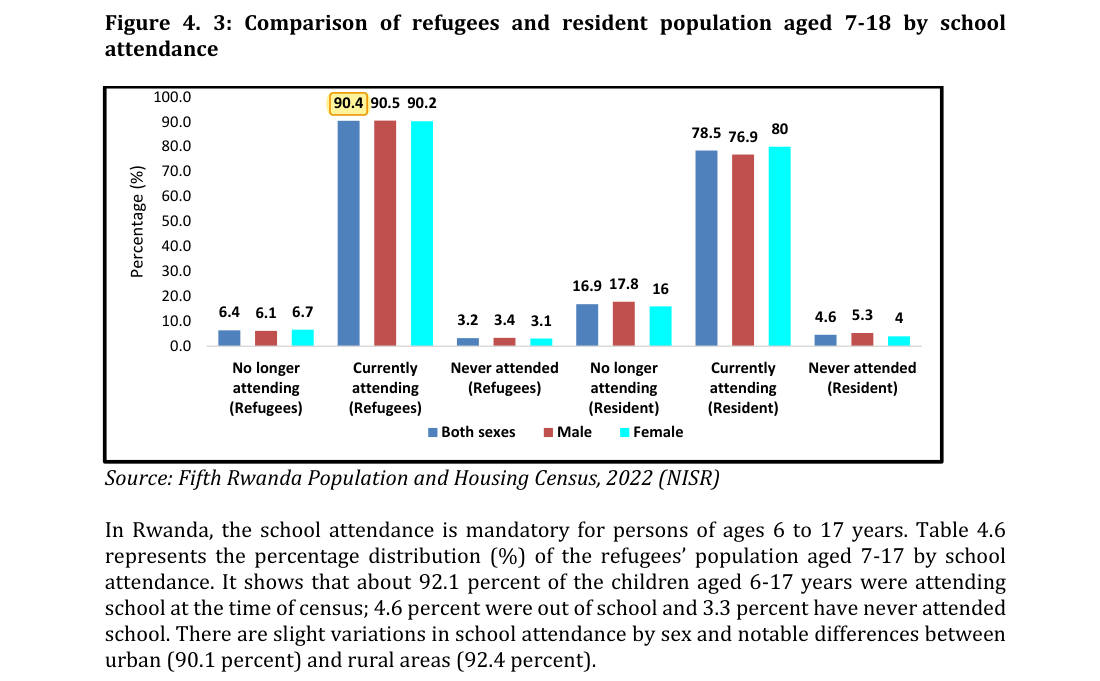 Figure 4. 3: Comparison of refugees and resident population aged 7-18 by school
attendance
100.0
90.0
80.0
70.0
60.0
50.0
40.0
30.0
20.0
10.0
0.0
Percentage (%)
6.4 6.1 6.7
90.4 90.5 90.2
3.2 3.4 3.1
16.9 17.8 16
78.5 76.9 80
4.6 5.3 4
No longer
attending
(Refugees)
Currently
attending
(Refugees)
Never attended
(Refugees)
No longer
attending
(Resident)
Currently
attending
(Resident)
Never attended
(Resident)
Both sexes Male Female
Source: Fifth Rwanda Population and Housing Census, 2022 (NISR)
In Rwanda, the school attendance is mandatory for persons of ages 6 to 17 years. Table 4.6
represents the percentage distribution (%) of the refugees’ population aged 7-17 by school
attendance. It shows that about 92.1 percent of the children aged 6-17 years were attending
school at the time of census; 4.6 percent were out of school and 3.3 percent have never attended
school. There are slight variations in school attendance by sex and notable differences between
urban (90.1 percent) and rural areas (92.4 percent).